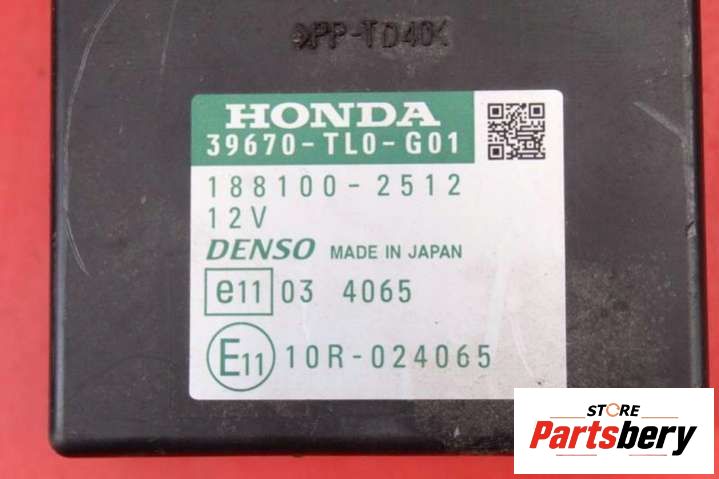 >PP-TD40<
HONDA
39670-TL0-G01
188100-2512
12V
DENSO MADE IN JAPAN
e11 03 4065
E11 10R-024065
STORE
Partsbery